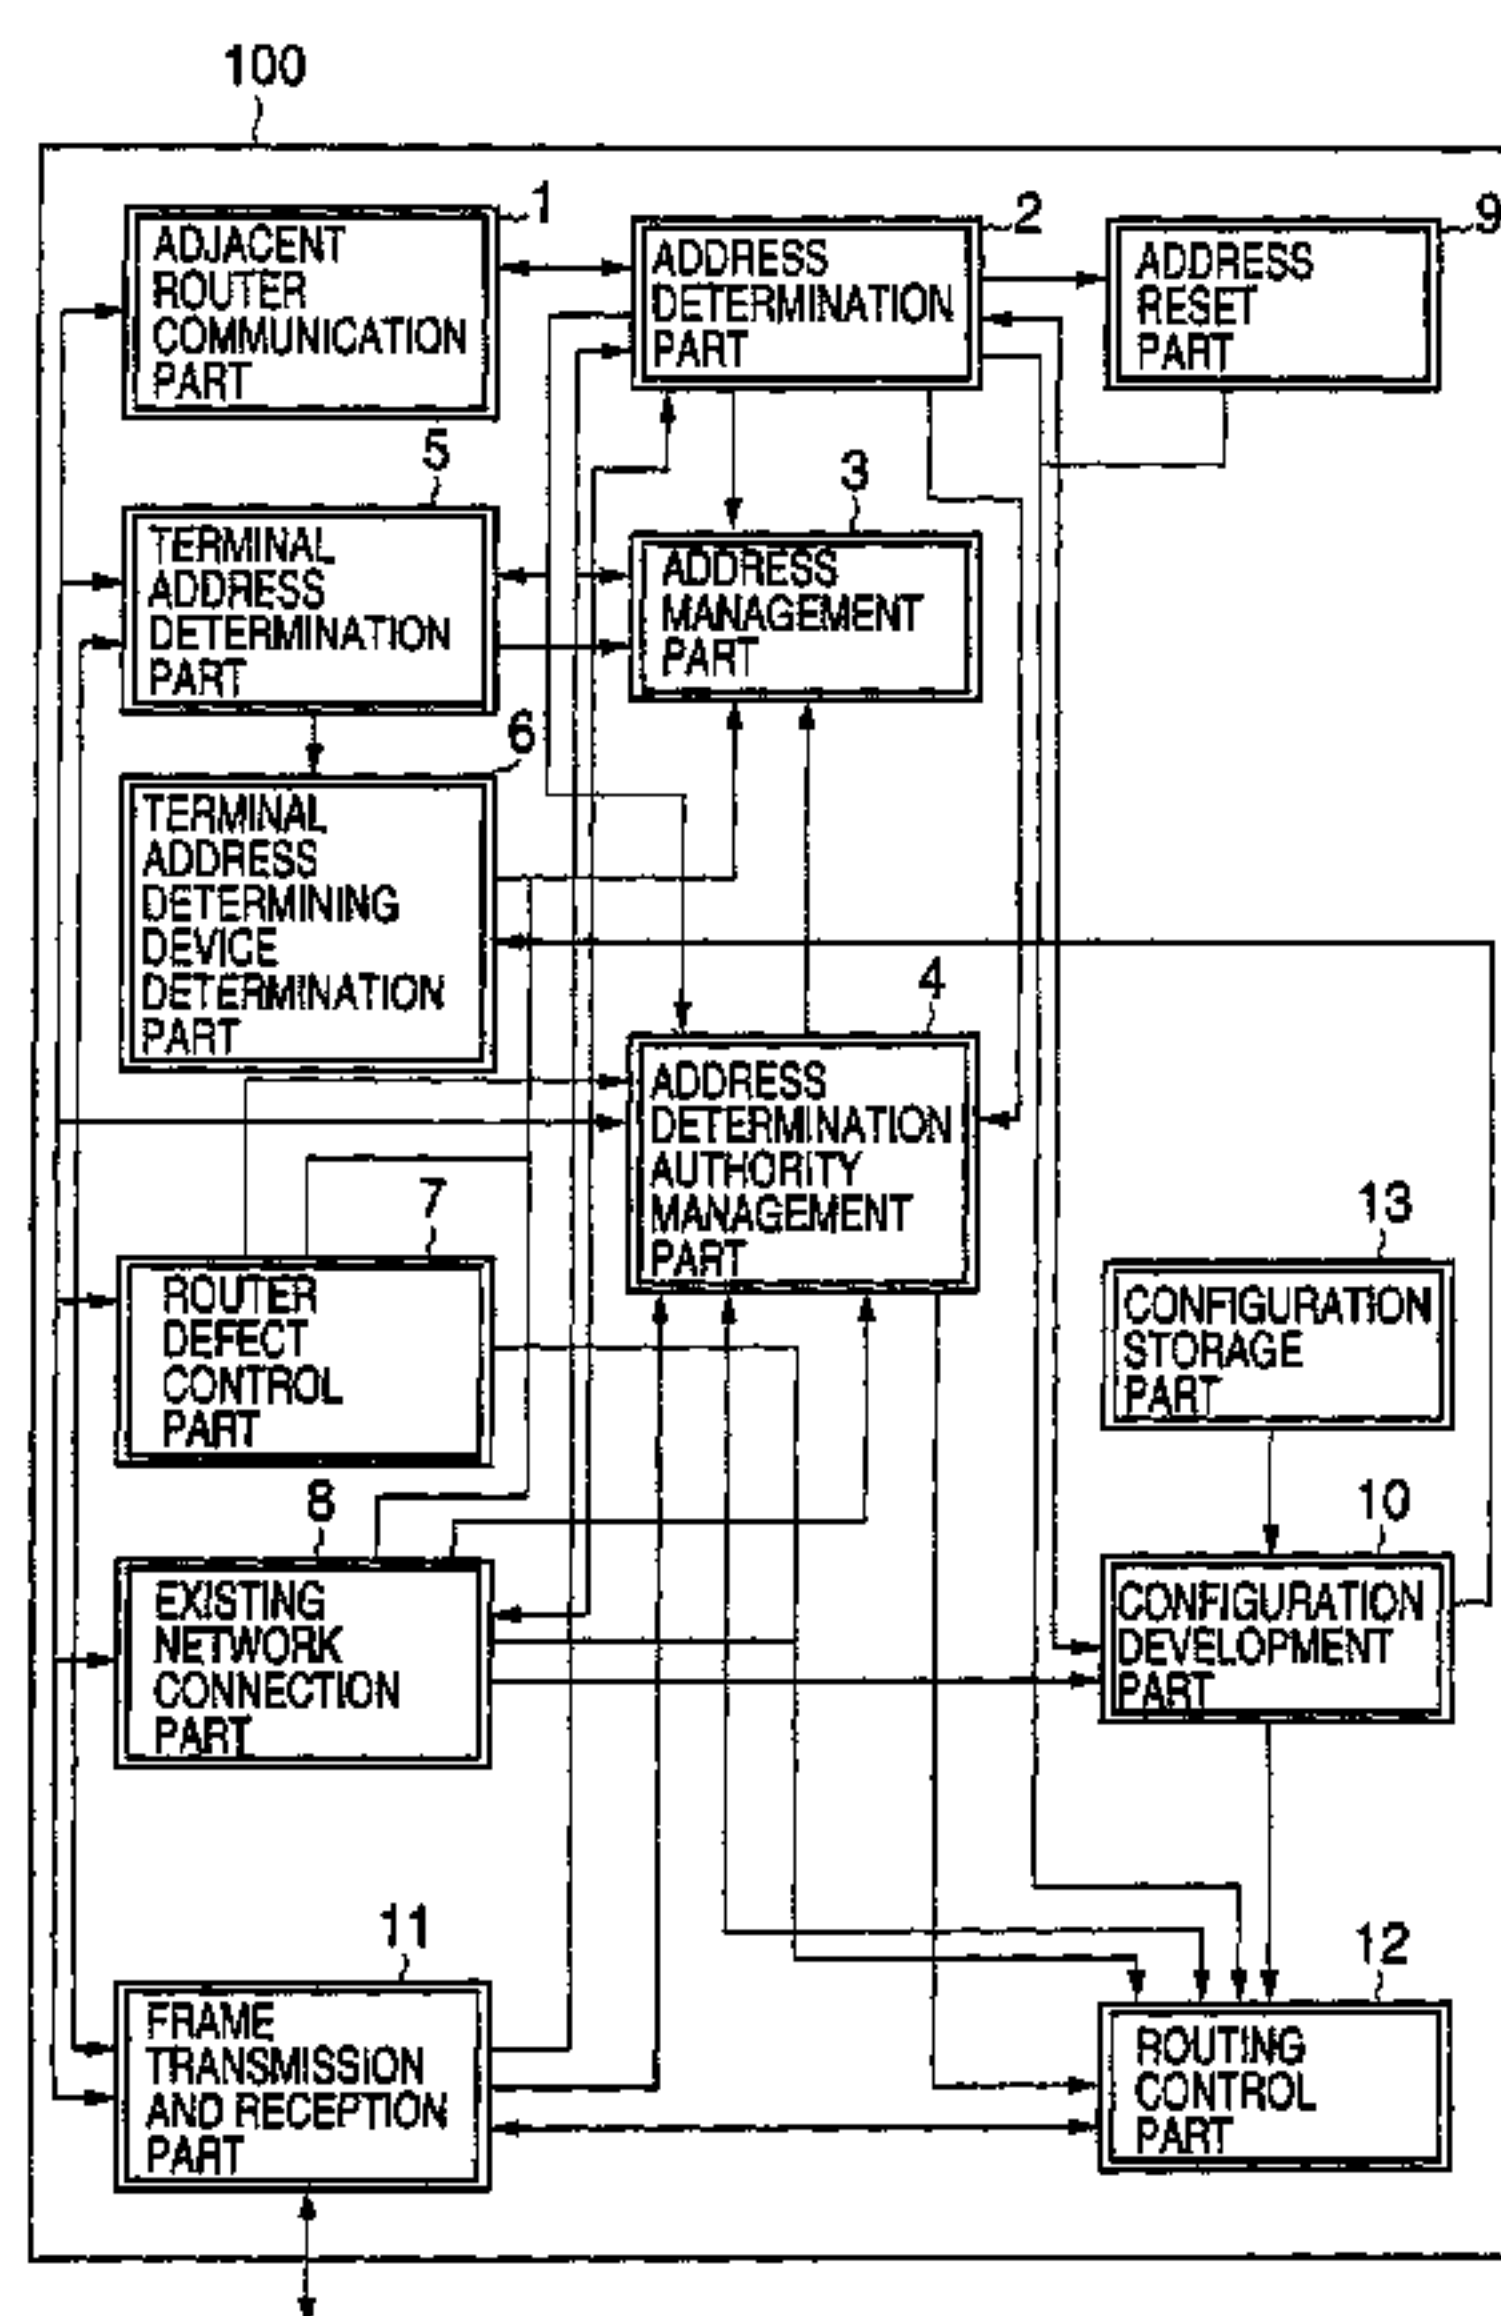 100
1
ADJACENT
ROUTER
COMMUNICATION
PART
2
ADDRESS
DETERMINATION
PART
9
ADDRESS
RESET
PART
5
TERMINAL
ADDRESS
DETERMINATION
PART
3
ADDRESS
MANAGEMENT
PART
6
TERMINAL
ADDRESS
DETERMINING
DEVICE
DETERMINATION
PART
4
ADDRESS
DETERMINATION
AUTHORITY
MANAGEMENT
PART
7
ROUTER
DEFECT
CONTROL
PART
13
CONFIGURATION
STORAGE
PART
8
EXISTING
NETWORK
CONNECTION
PART
10
CONFIGURATION
DEVELOPMENT
PART
11
FRAME
TRANSMISSION
AND RECEPTION
PART
12
ROUTING
CONTROL
PART